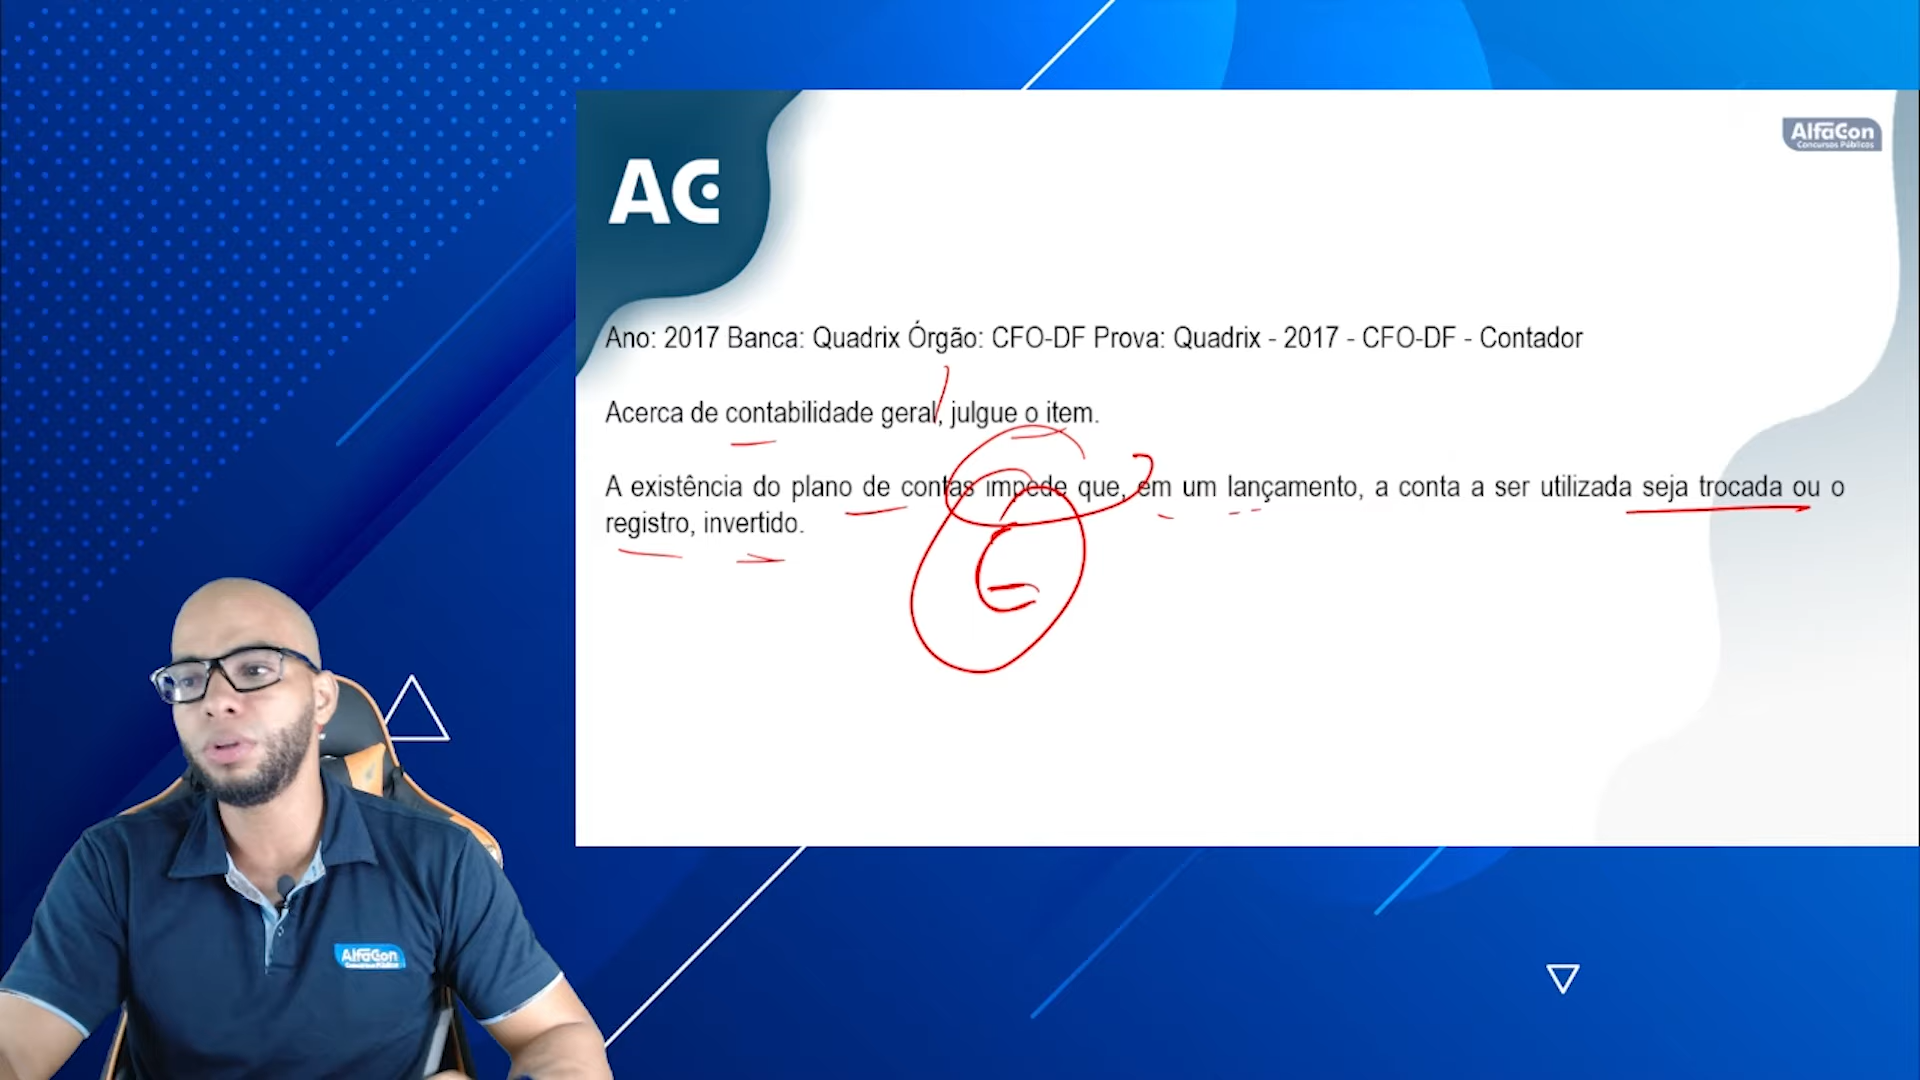 AC
AlfaCon
Concursos Públicos
Ano: 2017 Banca: Quadrix Órgão: CFO-DF Prova: Quadrix - 2017 - CFO-DF - Contador
Acerca de contabilidade geral, julgue o item.
A existência do plano de contas impede que, em um lançamento, a conta a ser utilizada seja trocada ou o
registro, invertido.
E
AlfaCon
Concursos Públicos